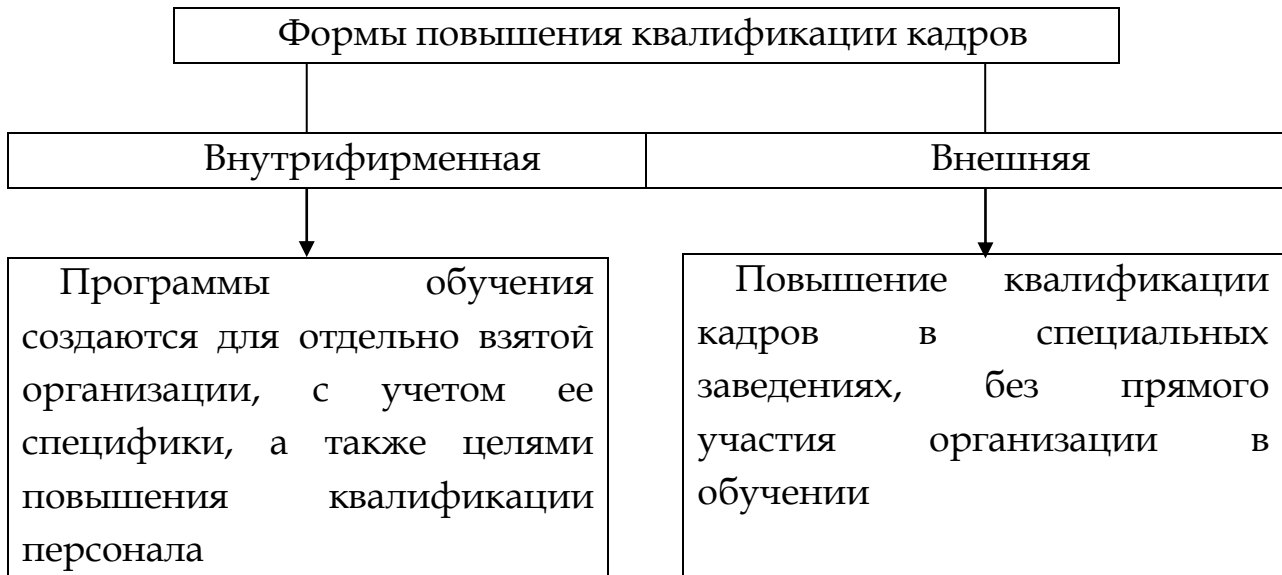 Формы повышения квалификации кадров
Внутрифирменная
Внешняя
Программы обучения
создаются для отдельно взятой
организации, с учетом ее
специфики, а также целями
повышения квалификации
персонала
Повышение квалификации
кадров в специальных
заведениях, без прямого
участия организации в
обучении